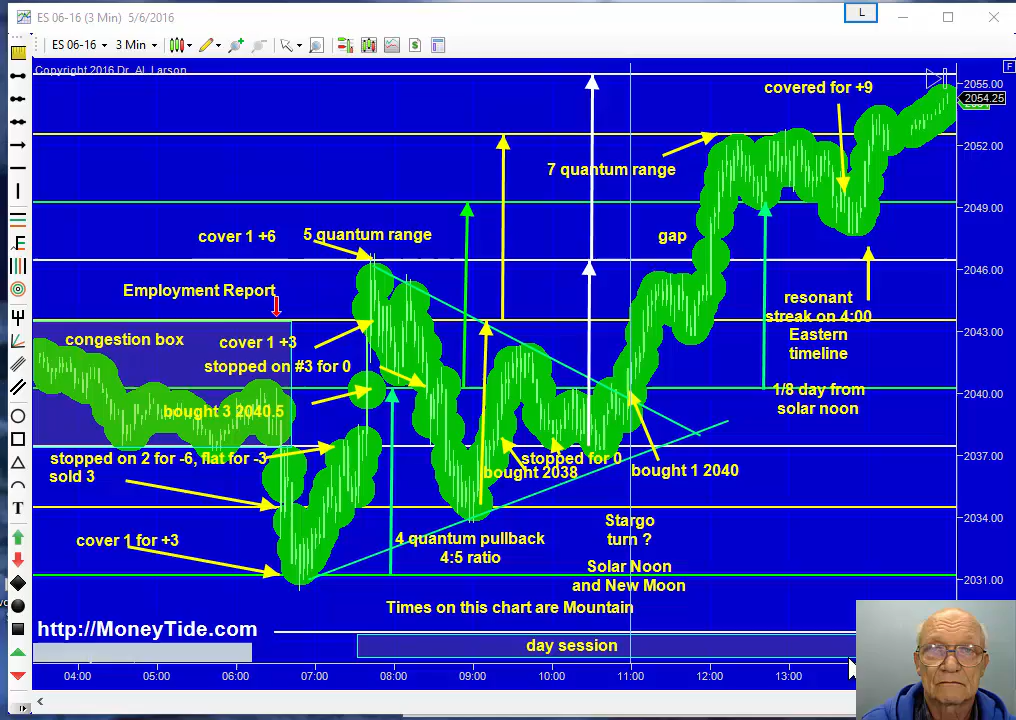 ES 06-16 (3 Min) 5/6/2016
L
ES 06-16
3 Min
$
F
Copyright 2016 Dr. Al Larson
covered for +9
2055.00
2054.25
2052.00
7 quantum range
2049.00
cover 1 +6
5 quantum range
gap
2046.00
Employment Report
resonant
streak on 4:00
Eastern
timeline
congestion box
cover 1 +3
2043.00
stopped on #3 for 0
1/8 day from
solar noon
2040.00
bought 3 2040.5
stopped on 2 for -6, flat for -3
sold 3
stopped for 0
bought 2038
bought 1 2040
2037.00
2034.00
Stargo
turn ?
cover 1 for +3
4 quantum pullback
4:5 ratio
Solar Noon
and New Moon
2031.00
Times on this chart are Mountain
http://MoneyTide.com
day session
04:00
05:00
06:00
07:00
08:00
09:00
10:00
11:00
12:00
13:00
E
T